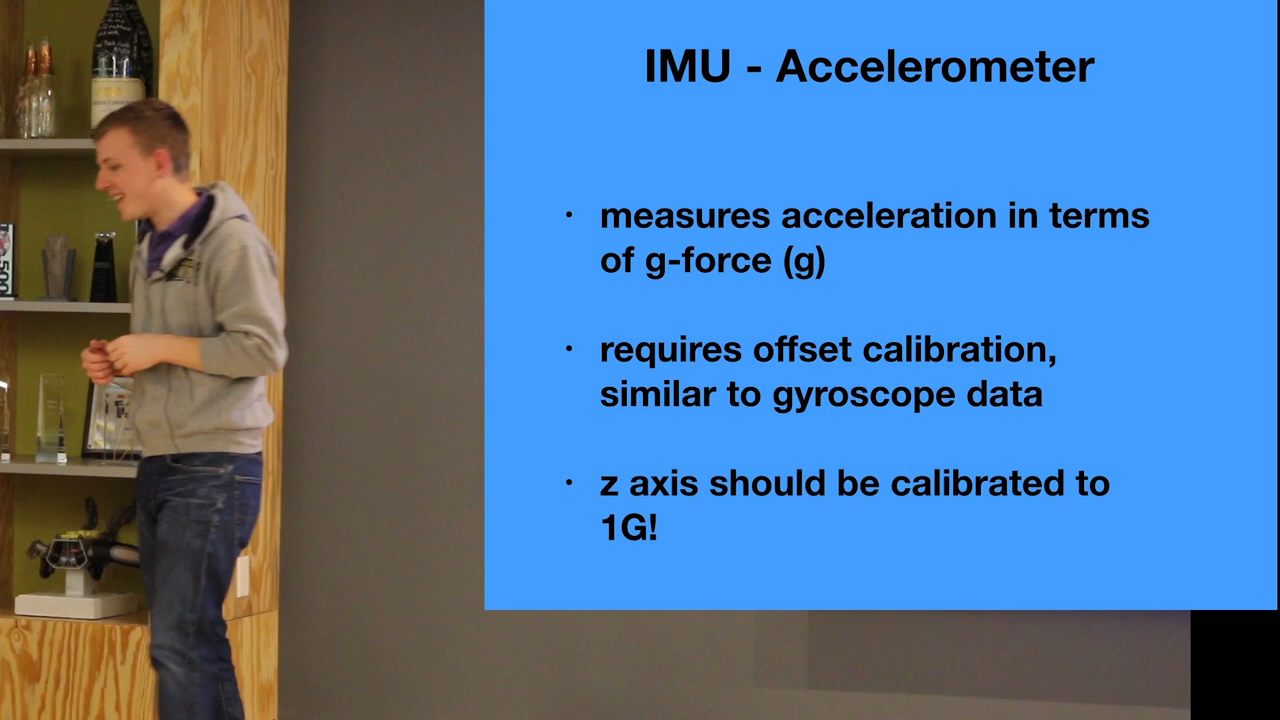 IMU - Accelerometer
· measures acceleration in terms
of g-force (g)
· requires offset calibration,
similar to gyroscope data
· z axis should be calibrated to
1G!
500